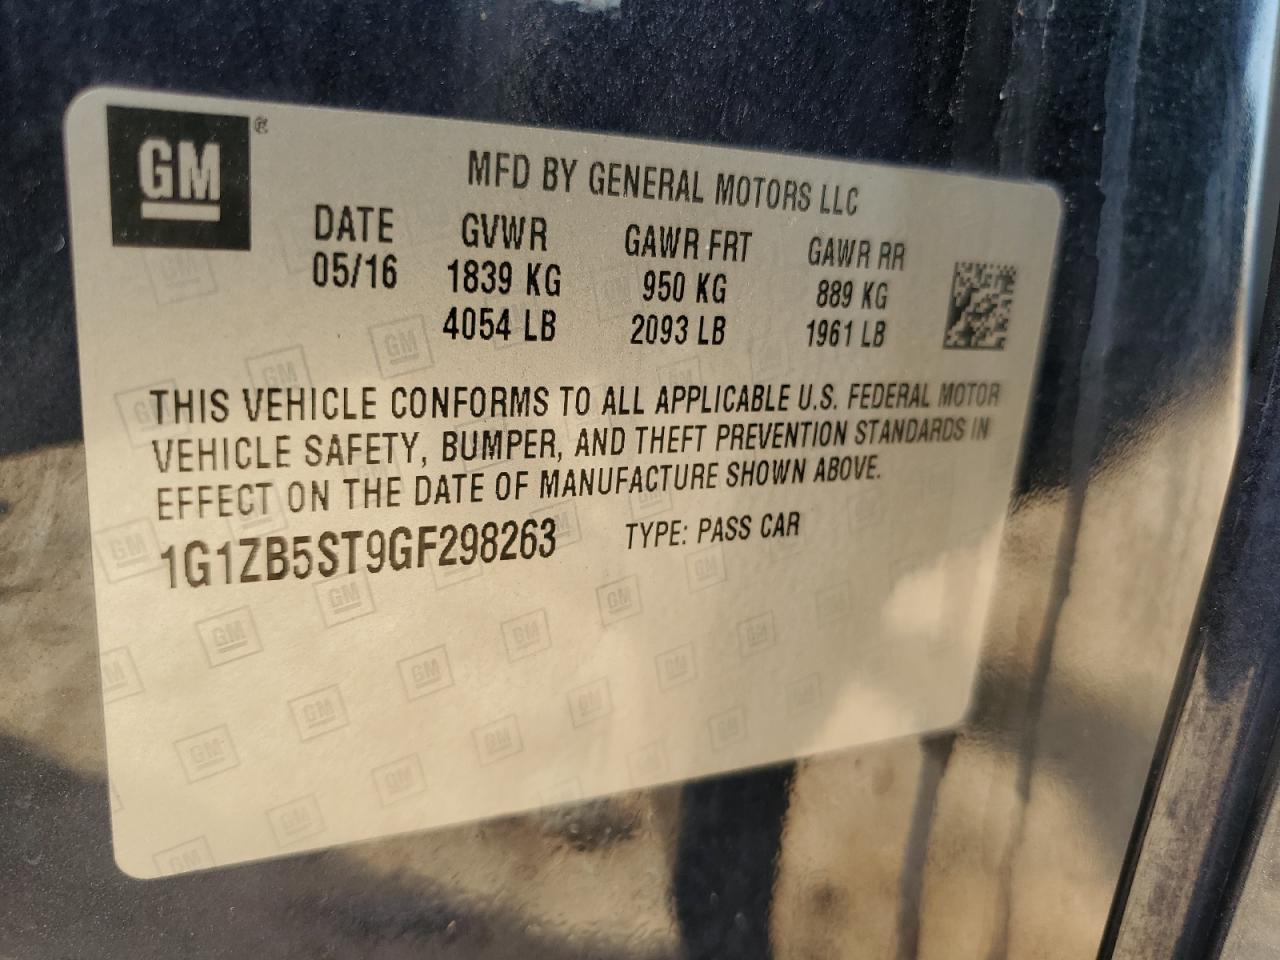 GM ®
MFD BY GENERAL MOTORS LLC
DATE GVWR GAWR FRT GAWR RR
05/16 1839 KG 950 KG 889 KG
4054 LB 2093 LB 1961 LB
THIS VEHICLE CONFORMS TO ALL APPLICABLE U.S. FEDERAL MOTOR
VEHICLE SAFETY, BUMPER, AND THEFT PREVENTION STANDARDS IN
EFFECT ON THE DATE OF MANUFACTURE SHOWN ABOVE.
1G1ZB5ST9GF298263 TYPE: PASS CAR